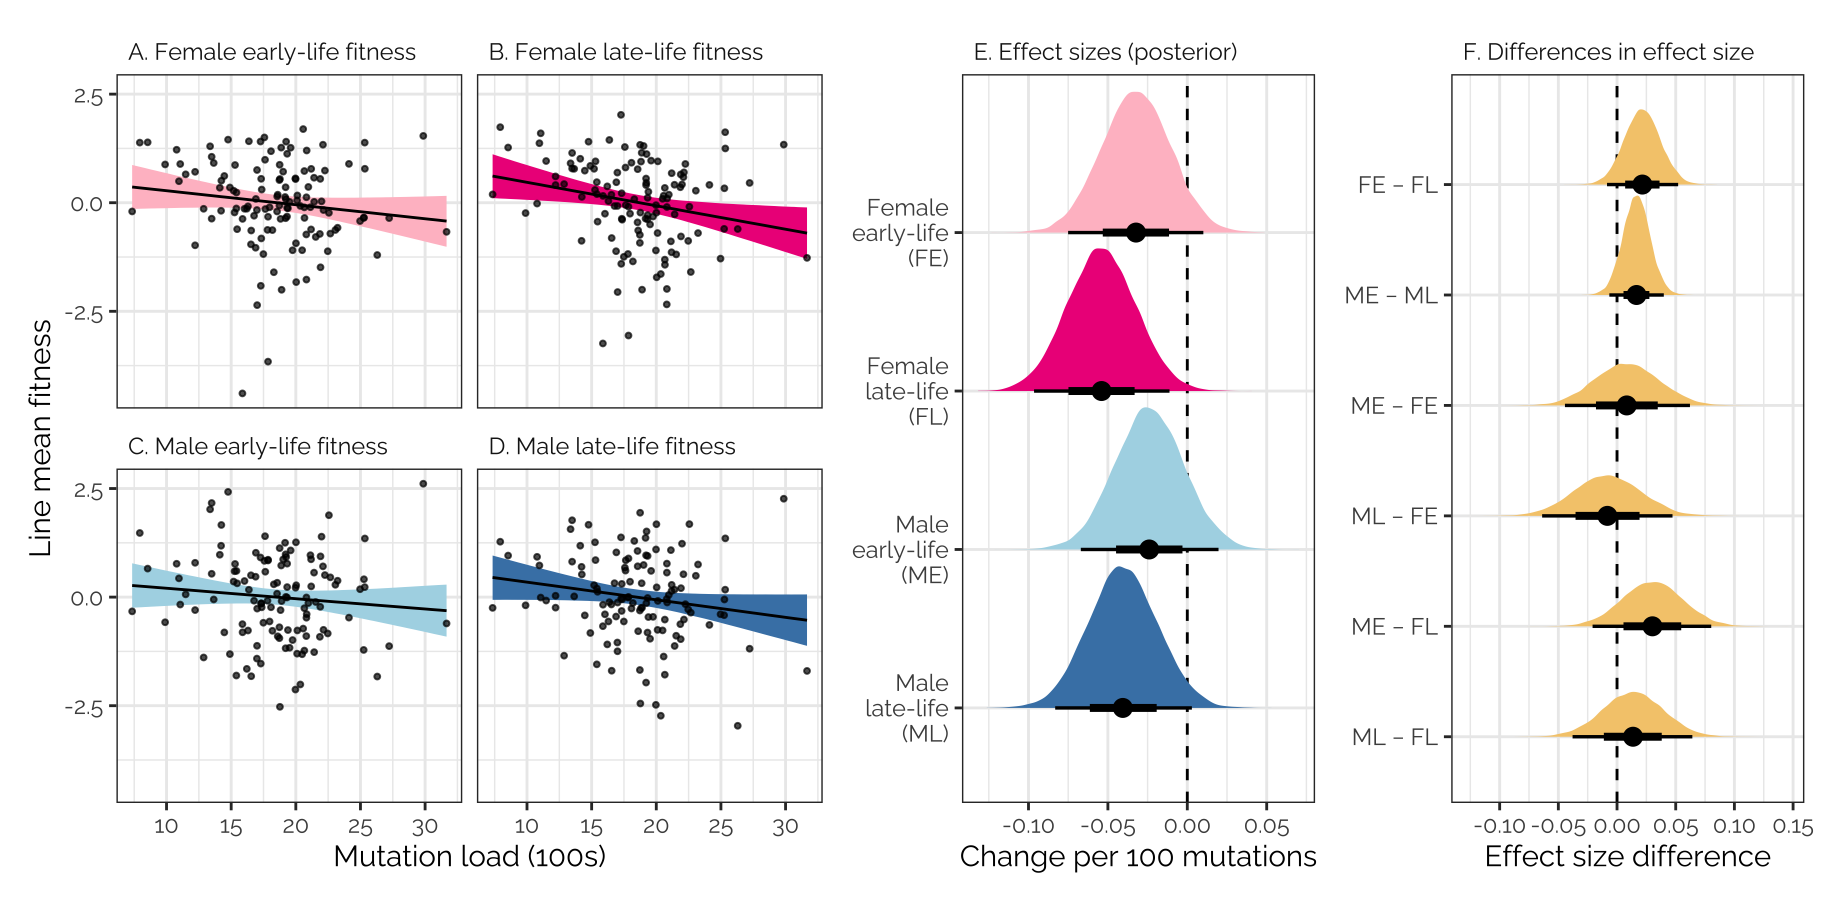 A. Female early-life fitness
B. Female late-life fitness
2.5
0.0
-2.5
C. Male early-life fitness
D. Male late-life fitness
2.5
0.0
-2.5
10 15 20 25 30
10 15 20 25 30
Line mean fitness
Mutation load (100s)
E. Effect sizes (posterior)
Female
early-life
(FE)
Female
late-life
(FL)
Male
early-life
(ME)
Male
late-life
(ML)
-0.10 -0.05 0.00 0.05
Change per 100 mutations
F. Differences in effect size
FE – FL
ME – ML
ME – FE
ML – FE
ME – FL
ML – FL
-0.10 -0.05 0.00 0.05 0.10 0.15
Effect size difference